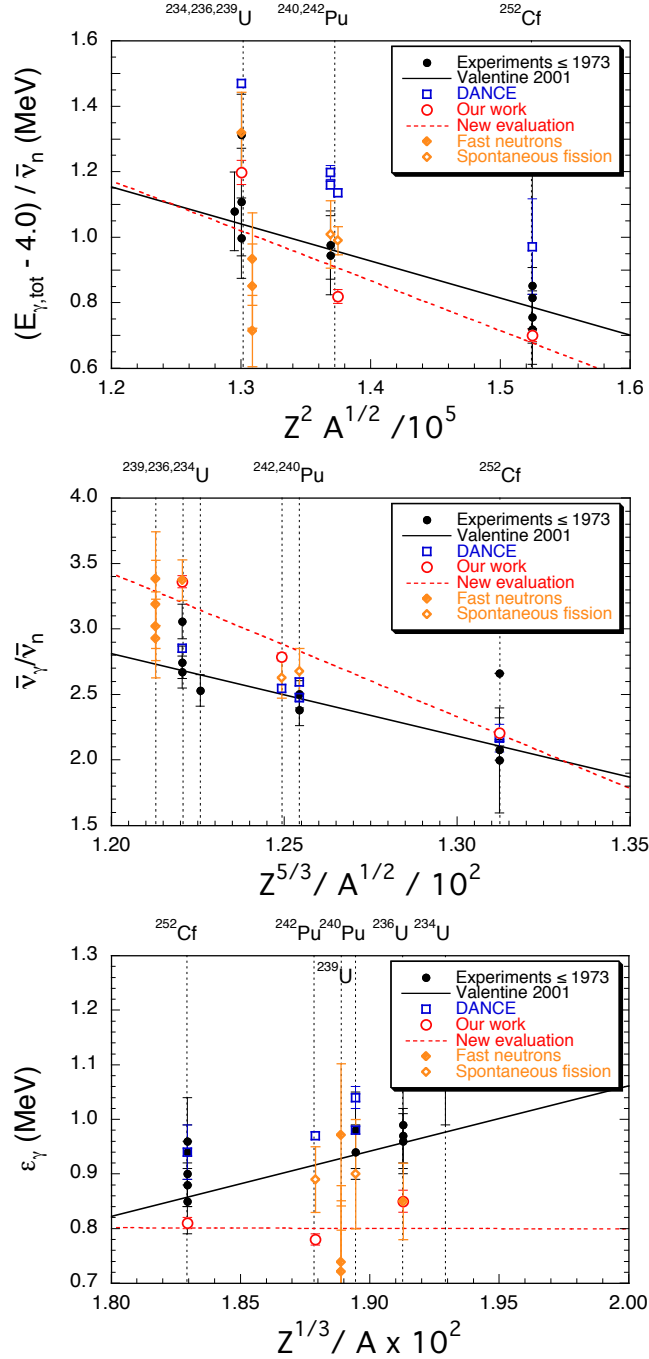 234,236,239U 240,242Pu 252Cf
1.6
1.4
1.2
1.0
0.8
0.6
(Eγ,tot - 4.0) / ν̄n (MeV)
Experiments ≤ 1973
Valentine 2001
DANCE
Our work
New evaluation
Fast neutrons
Spontaneous fission
1.2 1.3 1.4 1.5 1.6
Z2 A1/2 /105
239,236,234U 242,240Pu 252Cf
4.0
3.5
3.0
2.5
2.0
1.5
ν̄γ/ν̄n
Experiments ≤ 1973
Valentine 2001
DANCE
Our work
New evaluation
Fast neutrons
Spontaneous fission
1.20 1.25 1.30 1.35
Z5/3/ A1/2 / 102
252Cf 242Pu 240Pu 236U 234U
239U
1.3
1.2
1.1
1.0
0.9
0.8
0.7
εγ (MeV)
Experiments ≤ 1973
Valentine 2001
DANCE
Our work
New evaluation
Fast neutrons
Spontaneous fission
1.80 1.85 1.90 1.95 2.00
Z1/3/ A x 102